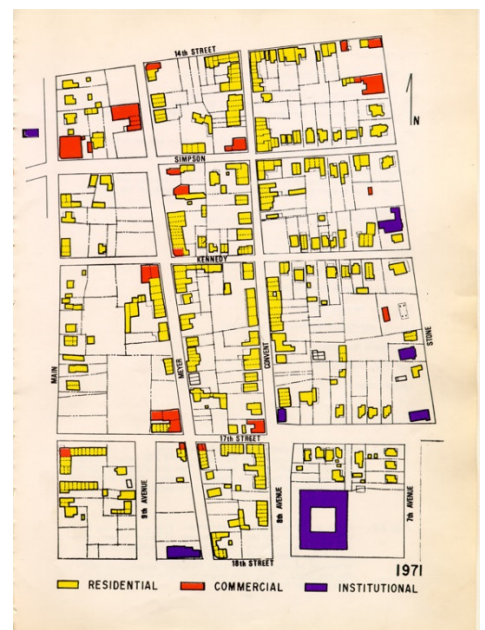 14th STREET
N
SIMPSON
KENNEDY
MAIN
MEYER
CONVENT
STONE
17th STREET
9th AVENUE
8th AVENUE
7th AVENUE
18th STREET
1971
RESIDENTIAL
COMMERCIAL
INSTITUTIONAL